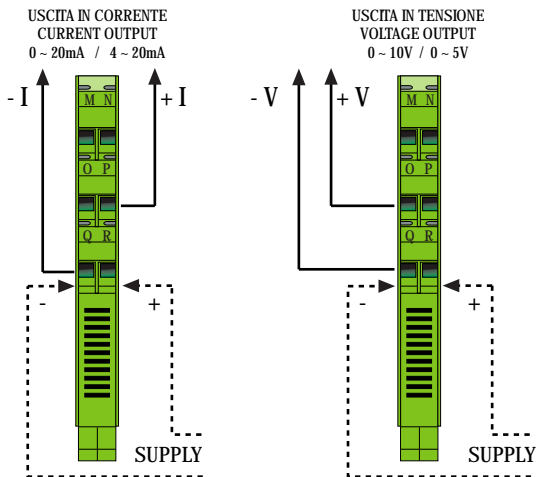 USCITA IN CORRENTE
CURRENT OUTPUT
0 ~ 20mA / 4 ~ 20mA
- I
+ I
M N
O P
Q R
-
+
SUPPLY
USCITA IN TENSIONE
VOLTAGE OUTPUT
0 ~ 10V / 0 ~ 5V
- V
+ V
M N
O P
Q R
-
+
SUPPLY